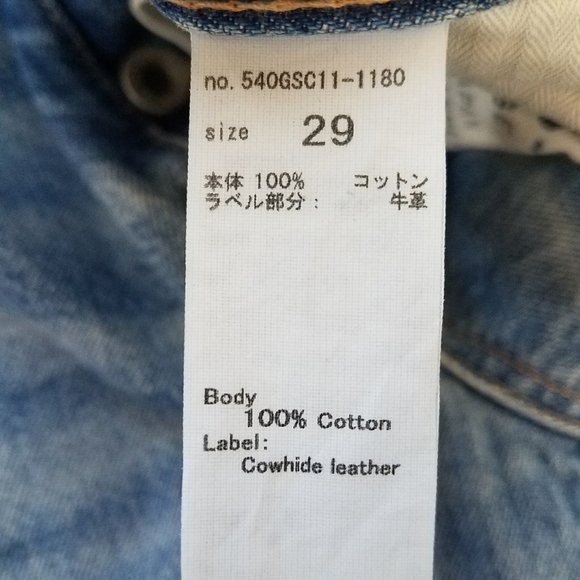 no. 540GSC11-1180
size 29
本体 100% コットン
ラベル部分： 牛革
Body
100% Cotton
Label:
Cowhide leather